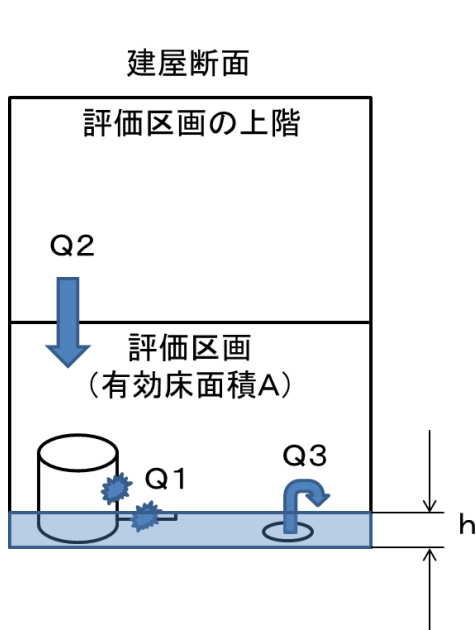 建屋断面
評価区画の上階
Q2
評価区画
（有効床面積A）
Q1
Q3
h